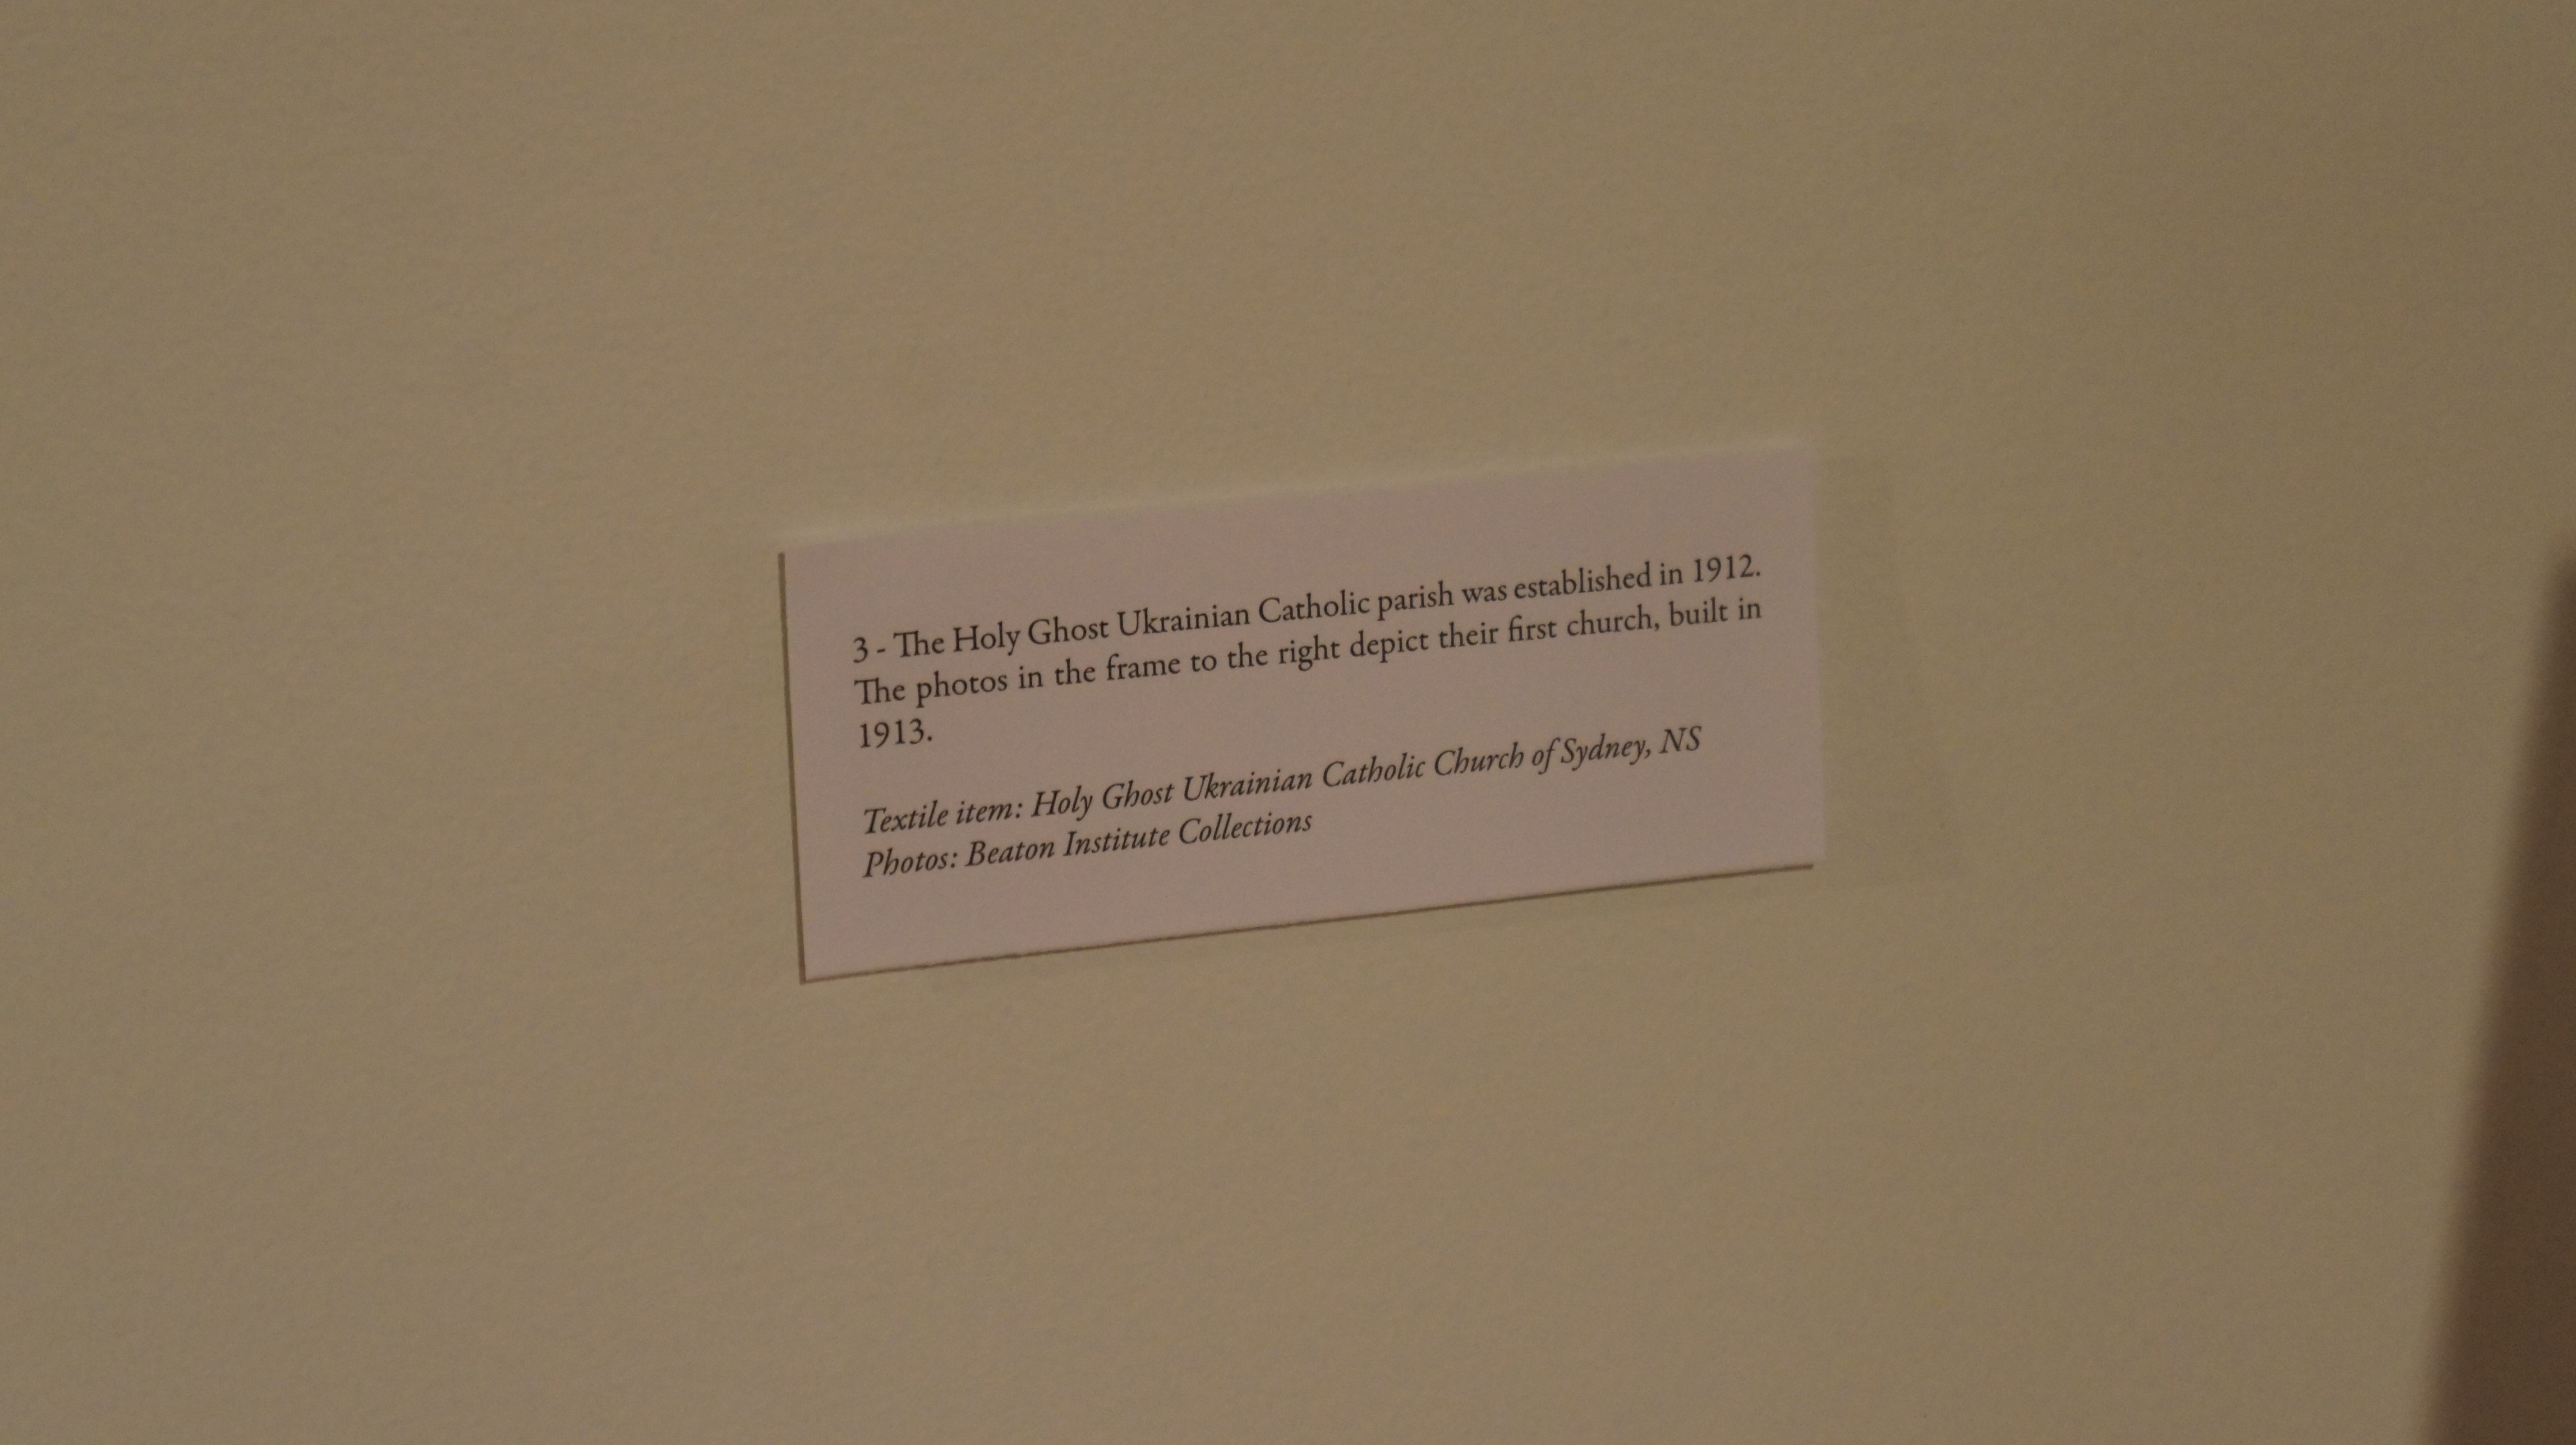 3 - The Holy Ghost Ukrainian Catholic parish was established in 1912.
The photos in the frame to the right depict their first church, built in
1913.
Textile item: Holy Ghost Ukrainian Catholic Church of Sydney, NS
Photos: Beaton Institute Collections